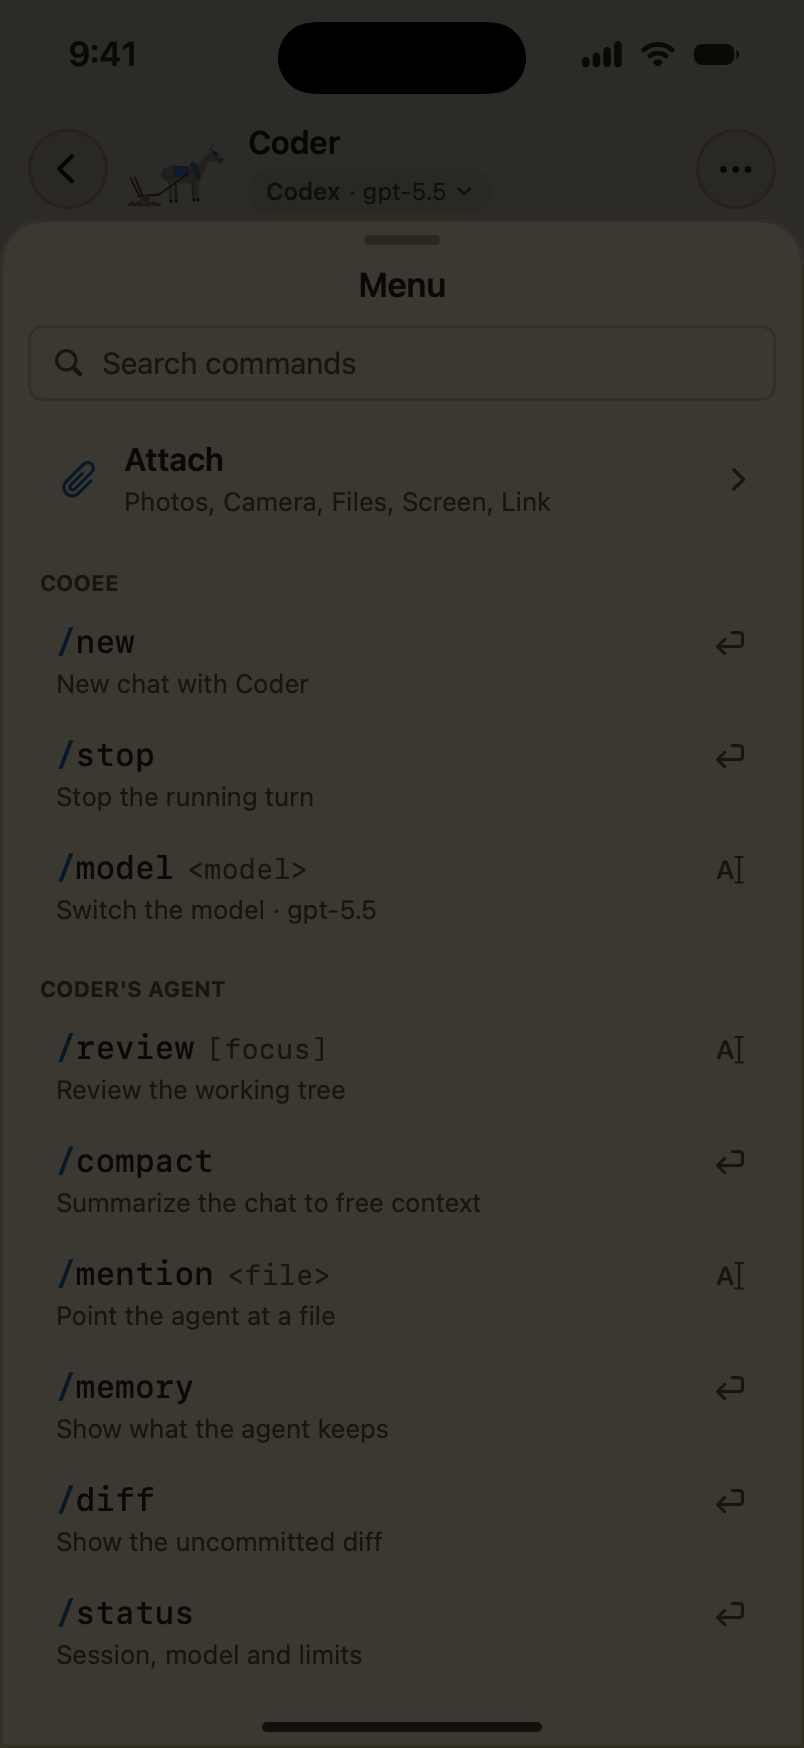 9:41
Coder
Codex · gpt-5.5
Menu
Search commands
Attach
Photos, Camera, Files, Screen, Link
COOEE
/new
New chat with Coder
/stop
Stop the running turn
/model <model>
Switch the model · gpt-5.5
CODER'S AGENT
/review [focus]
Review the working tree
/compact
Summarize the chat to free context
/mention <file>
Point the agent at a file
/memory
Show what the agent keeps
/diff
Show the uncommitted diff
/status
Session, model and limits